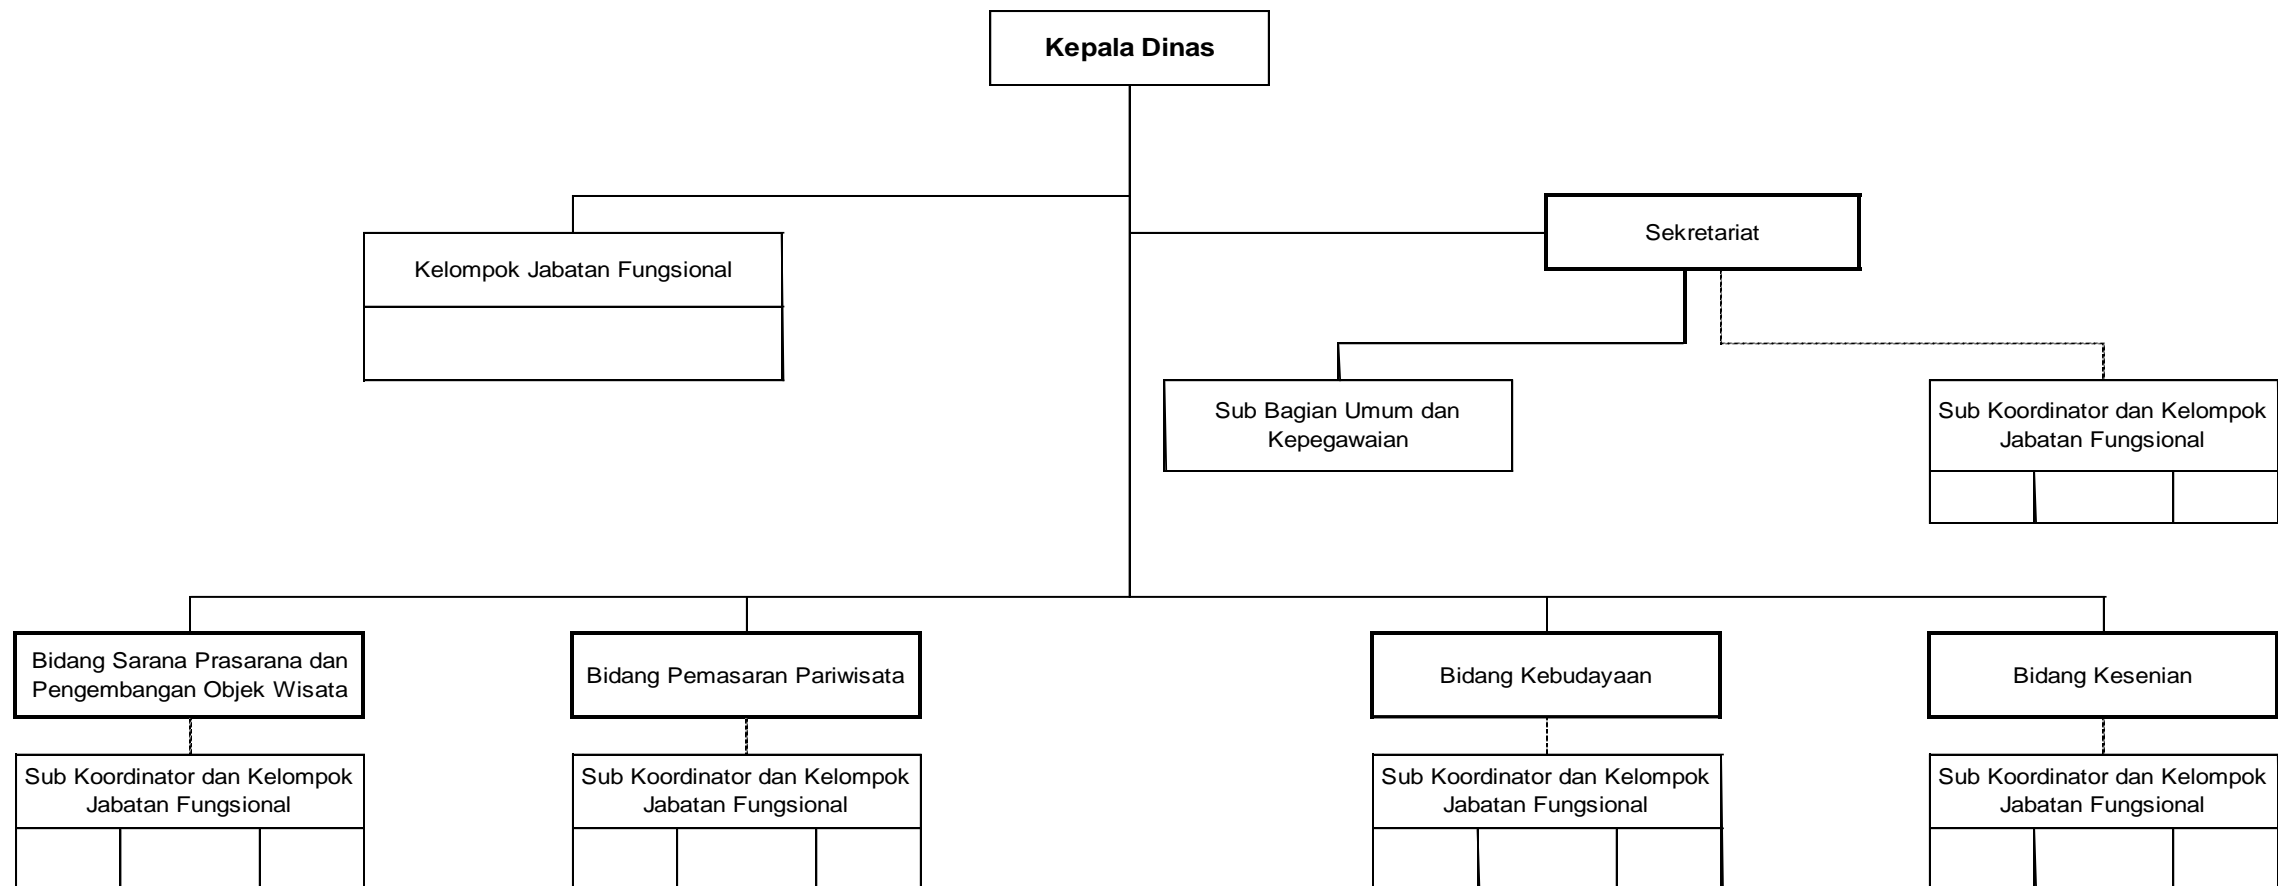 Kepala Dinas
Sekretariat
Kelompok Jabatan Fungsional
Sub Bagian Umum dan
Kepegawaian
Sub Koordinator dan Kelompok
Jabatan Fungsional
Bidang Sarana Prasarana dan
Pengembangan Objek Wisata
Bidang Pemasaran Pariwisata
Bidang Kebudayaan
Bidang Kesenian
Sub Koordinator dan Kelompok
Jabatan Fungsional
Sub Koordinator dan Kelompok
Jabatan Fungsional
Sub Koordinator dan Kelompok
Jabatan Fungsional
Sub Koordinator dan Kelompok
Jabatan Fungsional